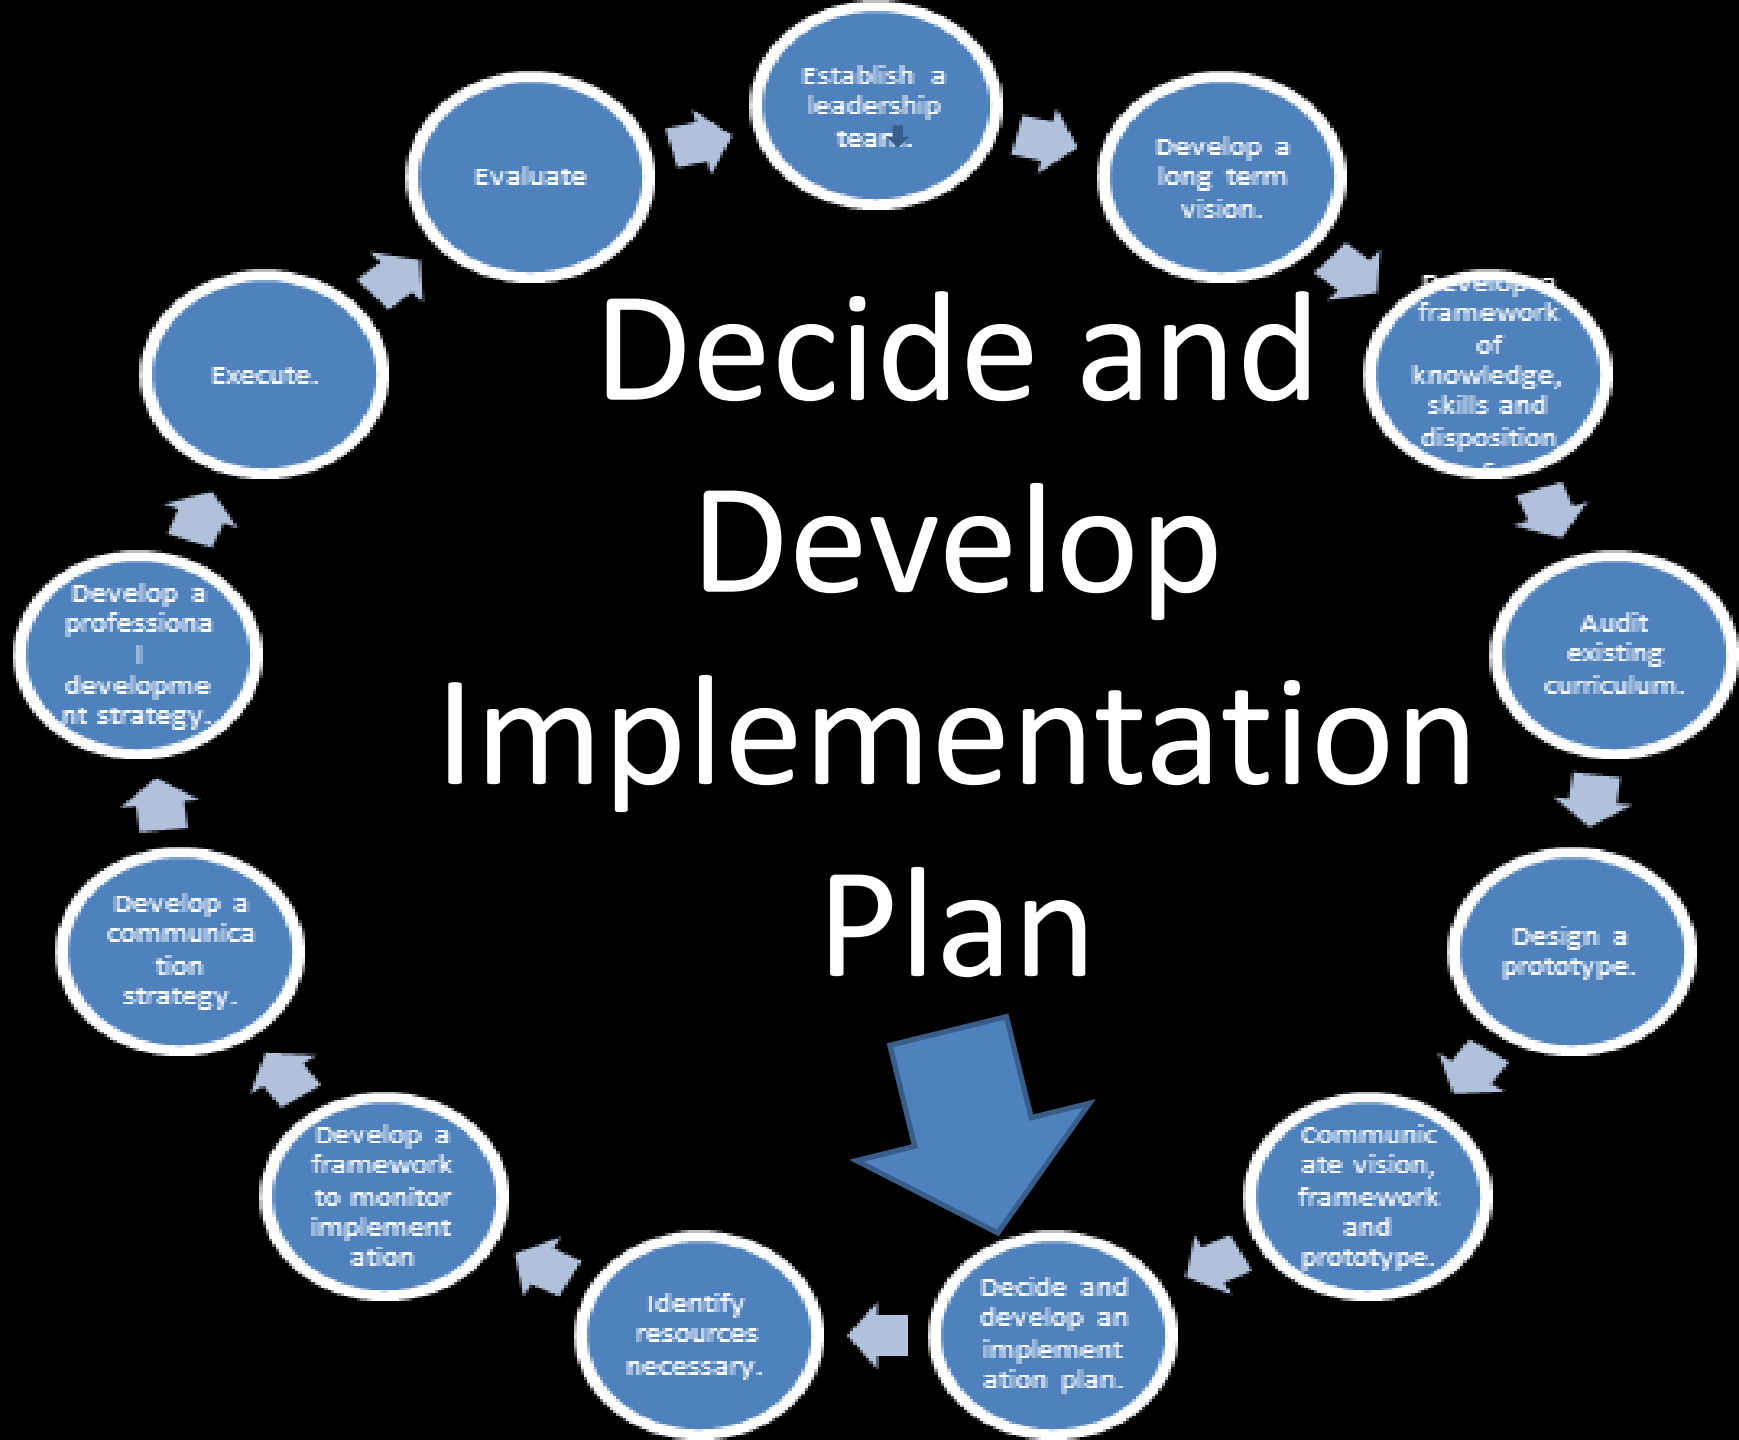 Establish a
leadership
team.
Develop a
long term
vision.
Develop a
framework
of
knowledge,
skills and
disposition
s.
Audit
existing
curriculum.
Design a
prototype.
Communic
ate vision,
framework
and
prototype.
Decide and
develop an
implement
ation plan.
Identify
resources
necessary.
Develop a
framework
to monitor
implement
ation
Develop a
communica
tion
strategy.
Develop a
professiona
l
developme
nt strategy.
Execute.
Evaluate
Decide and
Develop
Implementation
Plan